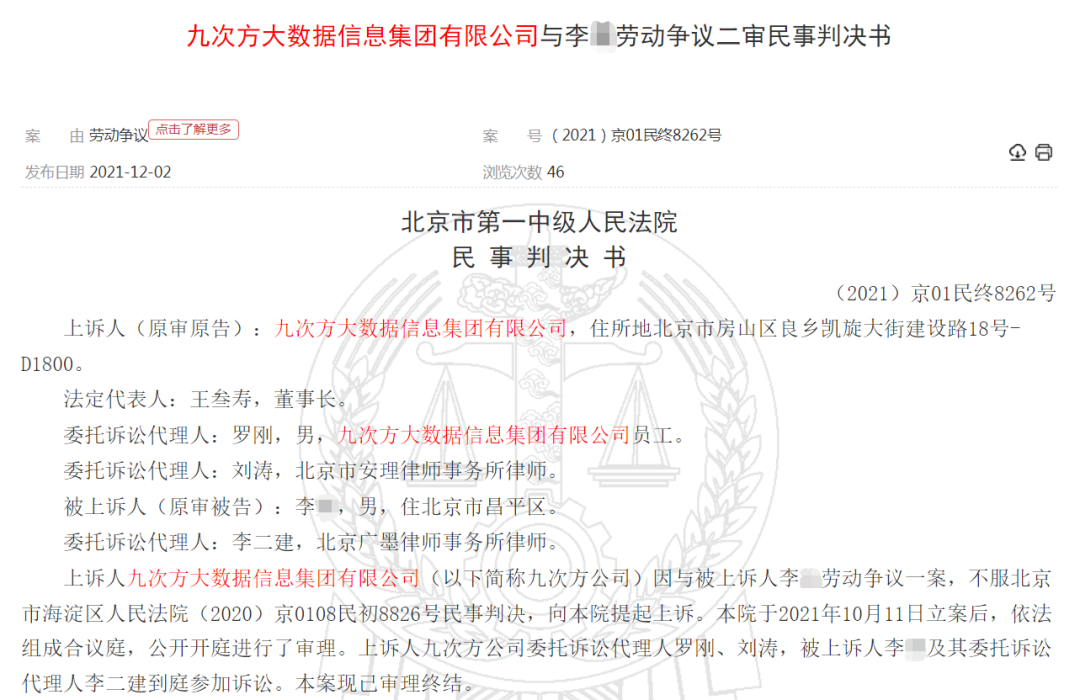 九次方大数据信息集团有限公司与李 劳动争议二审民事判决书
案 由 劳动争议 点击了解更多 案 号 （2021）京01民终8262号
发布日期 2021-12-02 浏览次数 46
北京市第一中级人民法院
民 事 判 决 书
（2021）京01民终8262号
上诉人（原审原告）：九次方大数据信息集团有限公司，住所地北京市房山区良乡凯旋大街建设路18号-
D1800。
法定代表人：王叁寿，董事长。
委托诉讼代理人：罗刚，男，九次方大数据信息集团有限公司员工。
委托诉讼代理人：刘涛，北京市安理律师事务所律师。
被上诉人（原审被告）：李 ，男，住北京市昌平区。
委托诉讼代理人：李二建，北京广墨律师事务所律师。
上诉人九次方大数据信息集团有限公司（以下简称九次方公司）因与被上诉人李 劳动争议一案，不服北京
市海淀区人民法院（2020）京0108民初8826号民事判决，向本院提起上诉。本院于2021年10月11日立案后，依法
组成合议庭，公开开庭进行了审理。上诉人九次方公司委托诉讼代理人罗刚、刘涛，被上诉人李 及其委托诉讼
代理人李二建到庭参加诉讼。本案现已审理终结。